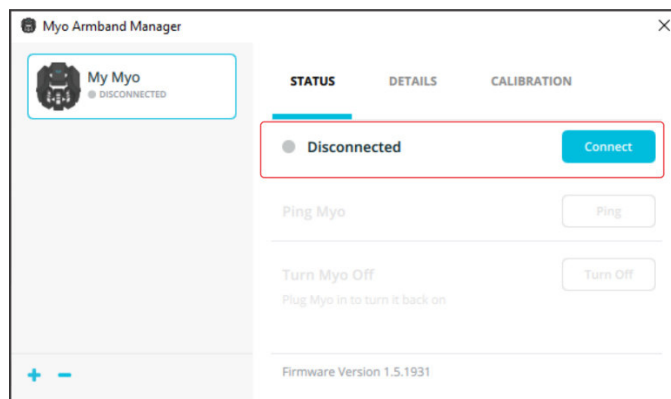 Myo Armband Manager
My Myo
DISCONNECTED
STATUS DETAILS CALIBRATION
Disconnected Connect
Ping Myo Ping
Turn Myo Off Turn Off
Plug Myo in to turn it back on
Firmware Version 1.5.1931